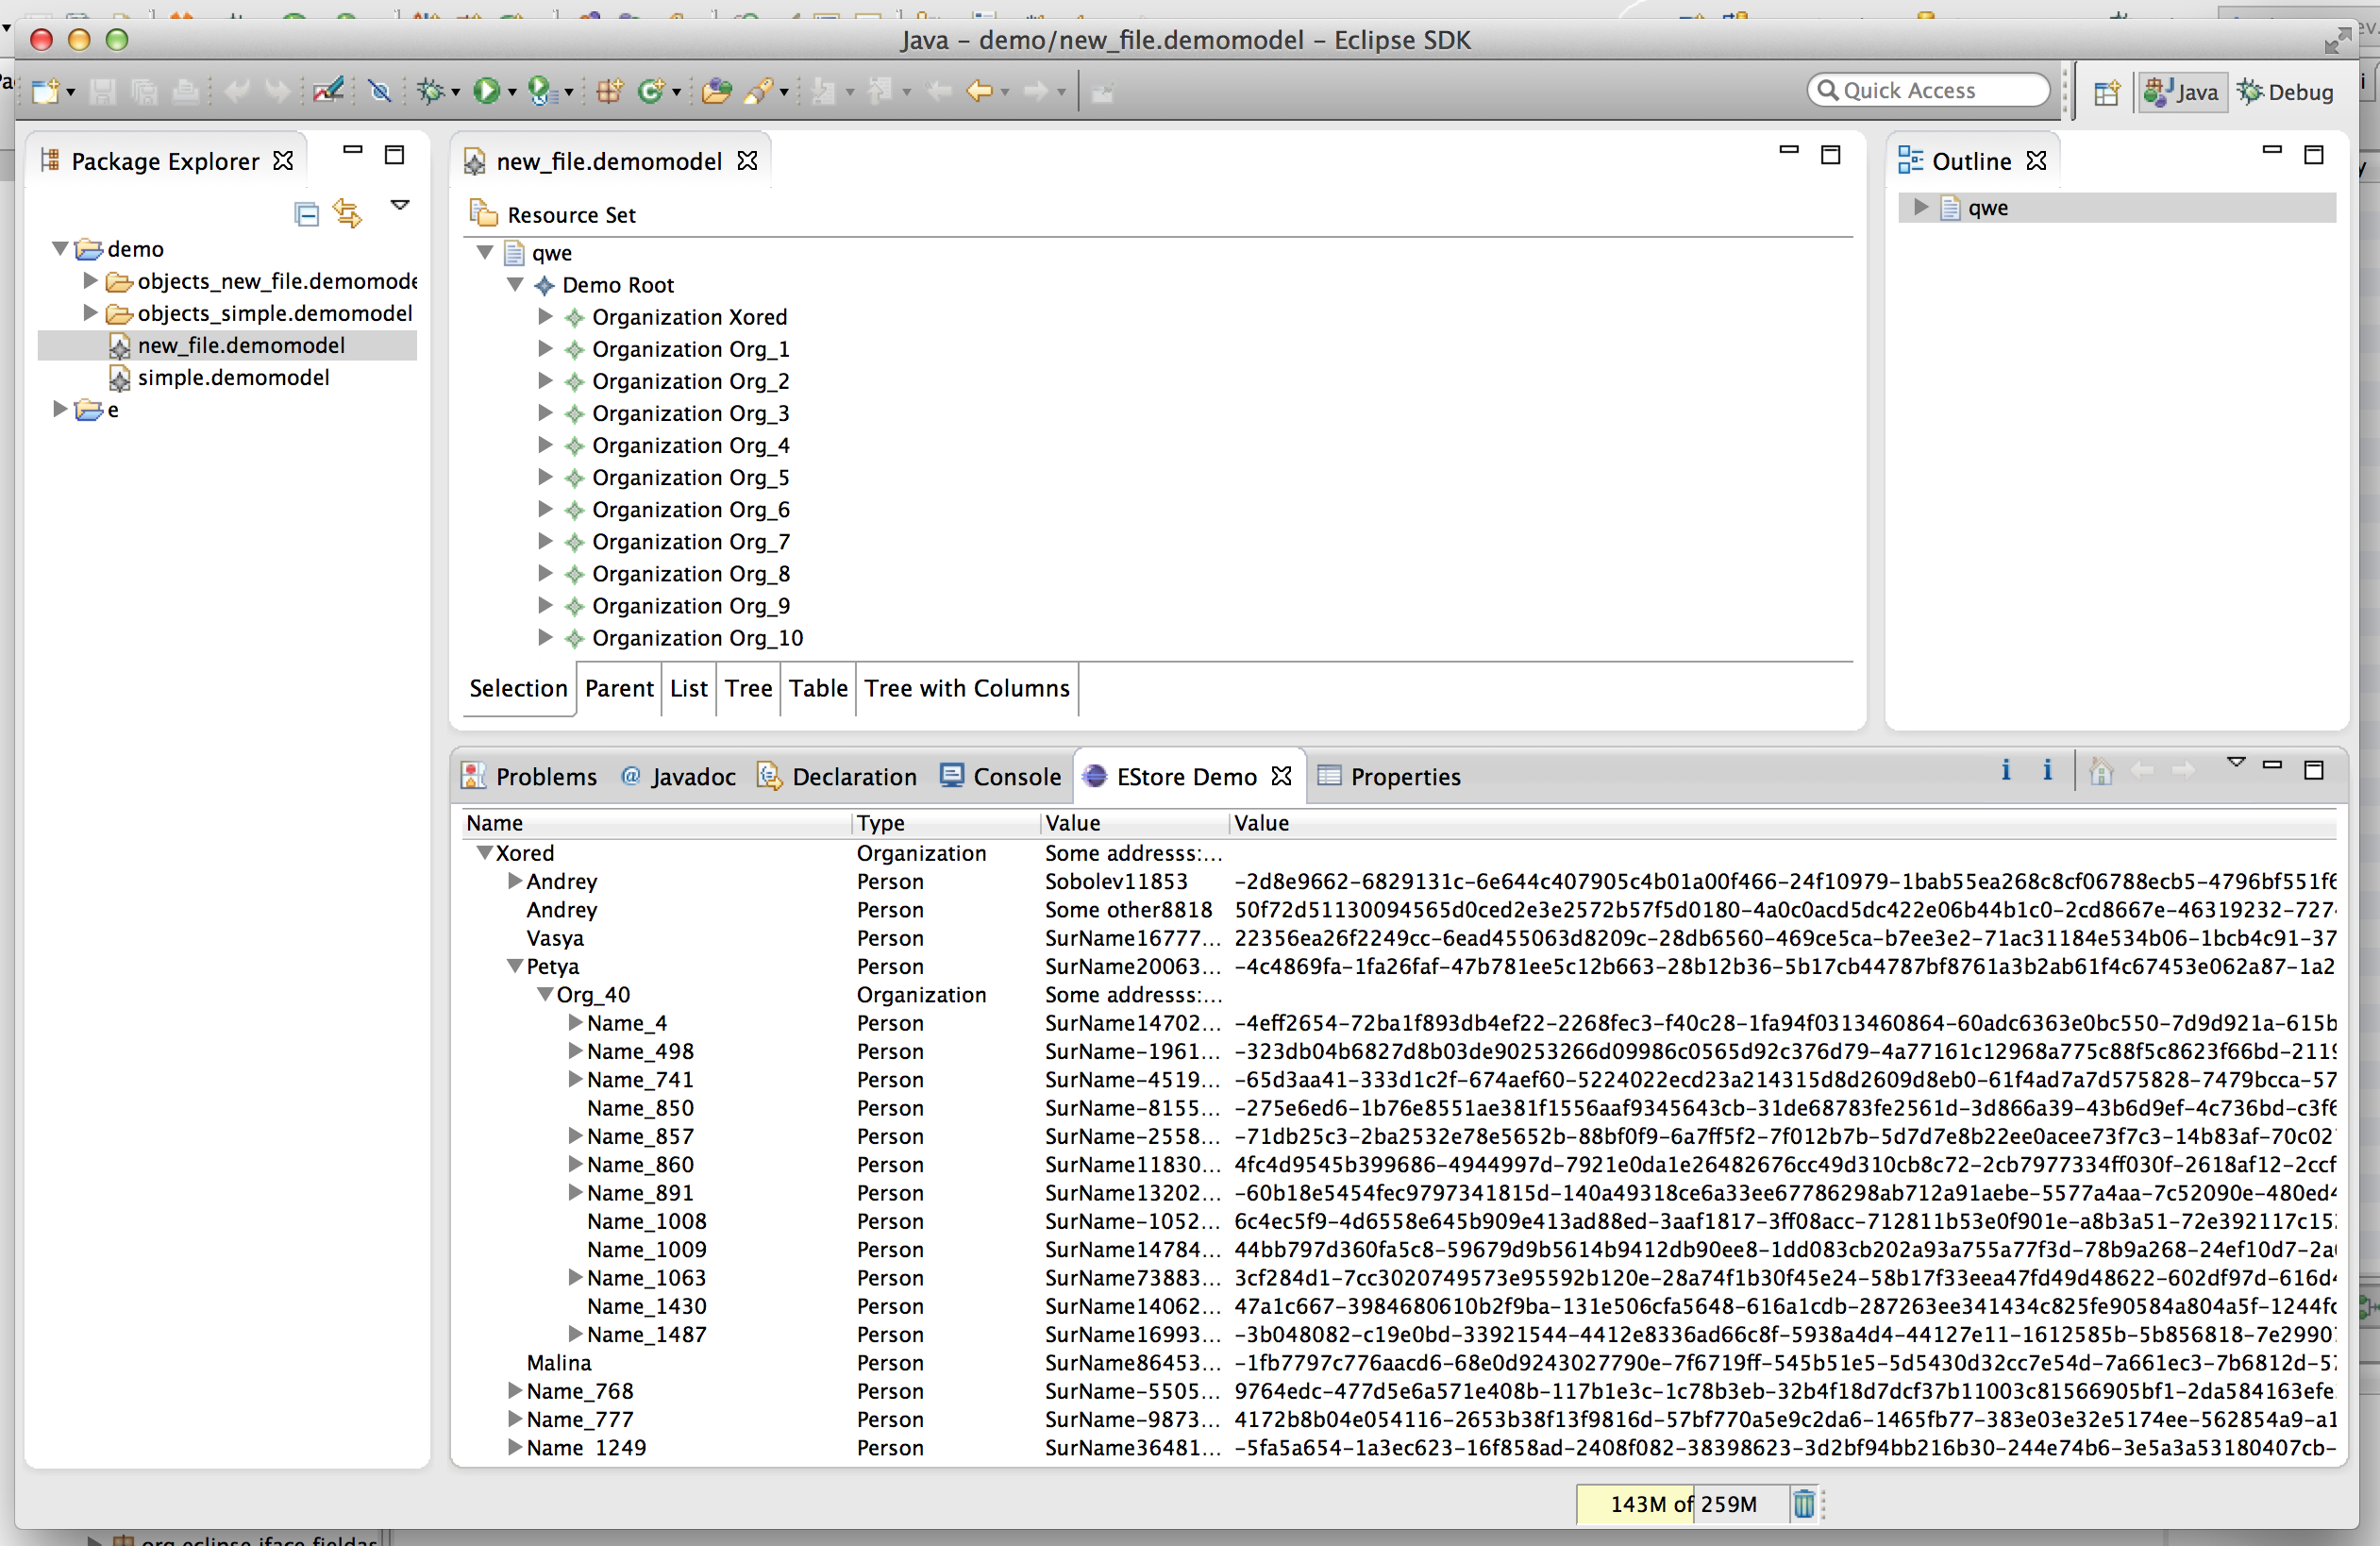 Java – demo/new_file.demomodel – Eclipse SDK
Quick Access
Java
Debug
Package Explorer
demo
objects_new_file.demomode
objects_simple.demomodel
new_file.demomodel
simple.demomodel
e
new_file.demomodel
Resource Set
qwe
Demo Root
Organization Xored
Organization Org_1
Organization Org_2
Organization Org_3
Organization Org_4
Organization Org_5
Organization Org_6
Organization Org_7
Organization Org_8
Organization Org_9
Organization Org_10
Selection Parent List Tree Table Tree with Columns
Outline
qwe
Problems Javadoc Declaration Console EStore Demo Properties
Name Type Value Value
Xored Organization Some addresss:...
Andrey Person Sobolev11853 -2d8e9662-6829131c-6e644c407905c4b01a00f466-24f10979-1bab55ea268c8cf06788ecb5-4796bf551f6
Andrey Person Some other8818 50f72d51130094565d0ced2e3e2572b57f5d0180-4a0c0acd5dc422e06b44b1c0-2cd8667e-46319232-727-
Vasya Person SurName16777... 22356ea26f2249cc-6ead455063d8209c-28db6560-469ce5ca-b7ee3e2-71ac31184e534b06-1bcb4c91-37
Petya Person SurName20063... -4c4869fa-1fa26faf-47b781ee5c12b663-28b12b36-5b17cb44787bf8761a3b2ab61f4c67453e062a87-1a2
Org_40 Organization Some addresss:...
Name_4 Person SurName14702... -4eff2654-72ba1f893db4ef22-2268fec3-f40c28-1fa94f0313460864-60adc6363e0bc550-7d9d921a-615b
Name_498 Person SurName-1961... -323db04b6827d8b03de90253266d09986c0565d92c376d79-4a77161c12968a775c88f5c8623f66bd-2119
Name_741 Person SurName-4519... -65d3aa41-333d1c2f-674aef60-5224022ecd23a214315d8d2609d8eb0-61f4ad7a7d575828-7479bcca-57
Name_850 Person SurName-8155... -275e6ed6-1b76e8551ae381f1556aaf9345643cb-31de68783fe2561d-3d866a39-43b6d9ef-4c736bd-c3f6
Name_857 Person SurName-2558... -71db25c3-2ba2532e78e5652b-88bf0f9-6a7ff5f2-7f012b7b-5d7d7e8b22ee0acee73f7c3-14b83af-70c02
Name_860 Person SurName11830... 4fc4d9545b399686-4944997d-7921e0da1e26482676cc49d310cb8c72-2cb7977334ff030f-2618af12-2ccf
Name_891 Person SurName13202... -60b18e5454fec9797341815d-140a49318ce6a33ee67786298ab712a91aebe-5577a4aa-7c52090e-480ed4
Name_1008 Person SurName-1052... 6c4ec5f9-4d6558e645b909e413ad88ed-3aaf1817-3ff08acc-712811b53e0f901e-a8b3a51-72e392117c15
Name_1009 Person SurName14784... 44bb797d360fa5c8-59679d9b5614b9412db90ee8-1dd083cb202a93a755a77f3d-78b9a268-24ef10d7-2a
Name_1063 Person SurName73883... 3cf284d1-7cc3020749573e95592b120e-28a74f1b30f45e24-58b17f33eea47fd49d48622-602df97d-616d4
Name_1430 Person SurName14062... 47a1c667-3984680610b2f9ba-131e506cfa5648-616a1cdb-287263ee341434c825fe90584a804a5f-1244fc
Name_1487 Person SurName16993... -3b048082-c19e0bd-33921544-4412e8336ad66c8f-5938a4d4-44127e11-1612585b-5b856818-7e2990
Malina Person SurName86453... -1fb7797c776aacd6-68e0d9243027790e-7f6719ff-545b51e5-5d5430d32cc7e54d-7a661ec3-7b6812d-57
Name_768 Person SurName-5505... 9764edc-477d5e6a571e408b-117b1e3c-1c78b3eb-32b4f18d7dcf37b11003c81566905bf1-2da584163efe
Name_777 Person SurName-9873... 4172b8b04e054116-2653b38f13f9816d-57bf770a5e9c2da6-1465fb77-383e03e32e5174ee-562854a9-a1
Name_1249 Person SurName36481... -5fa5a654-1a3ec623-16f858ad-2408f082-38398623-3d2bf94bb216b30-244e74b6-3e5a3a53180407cb-
143M of 259M